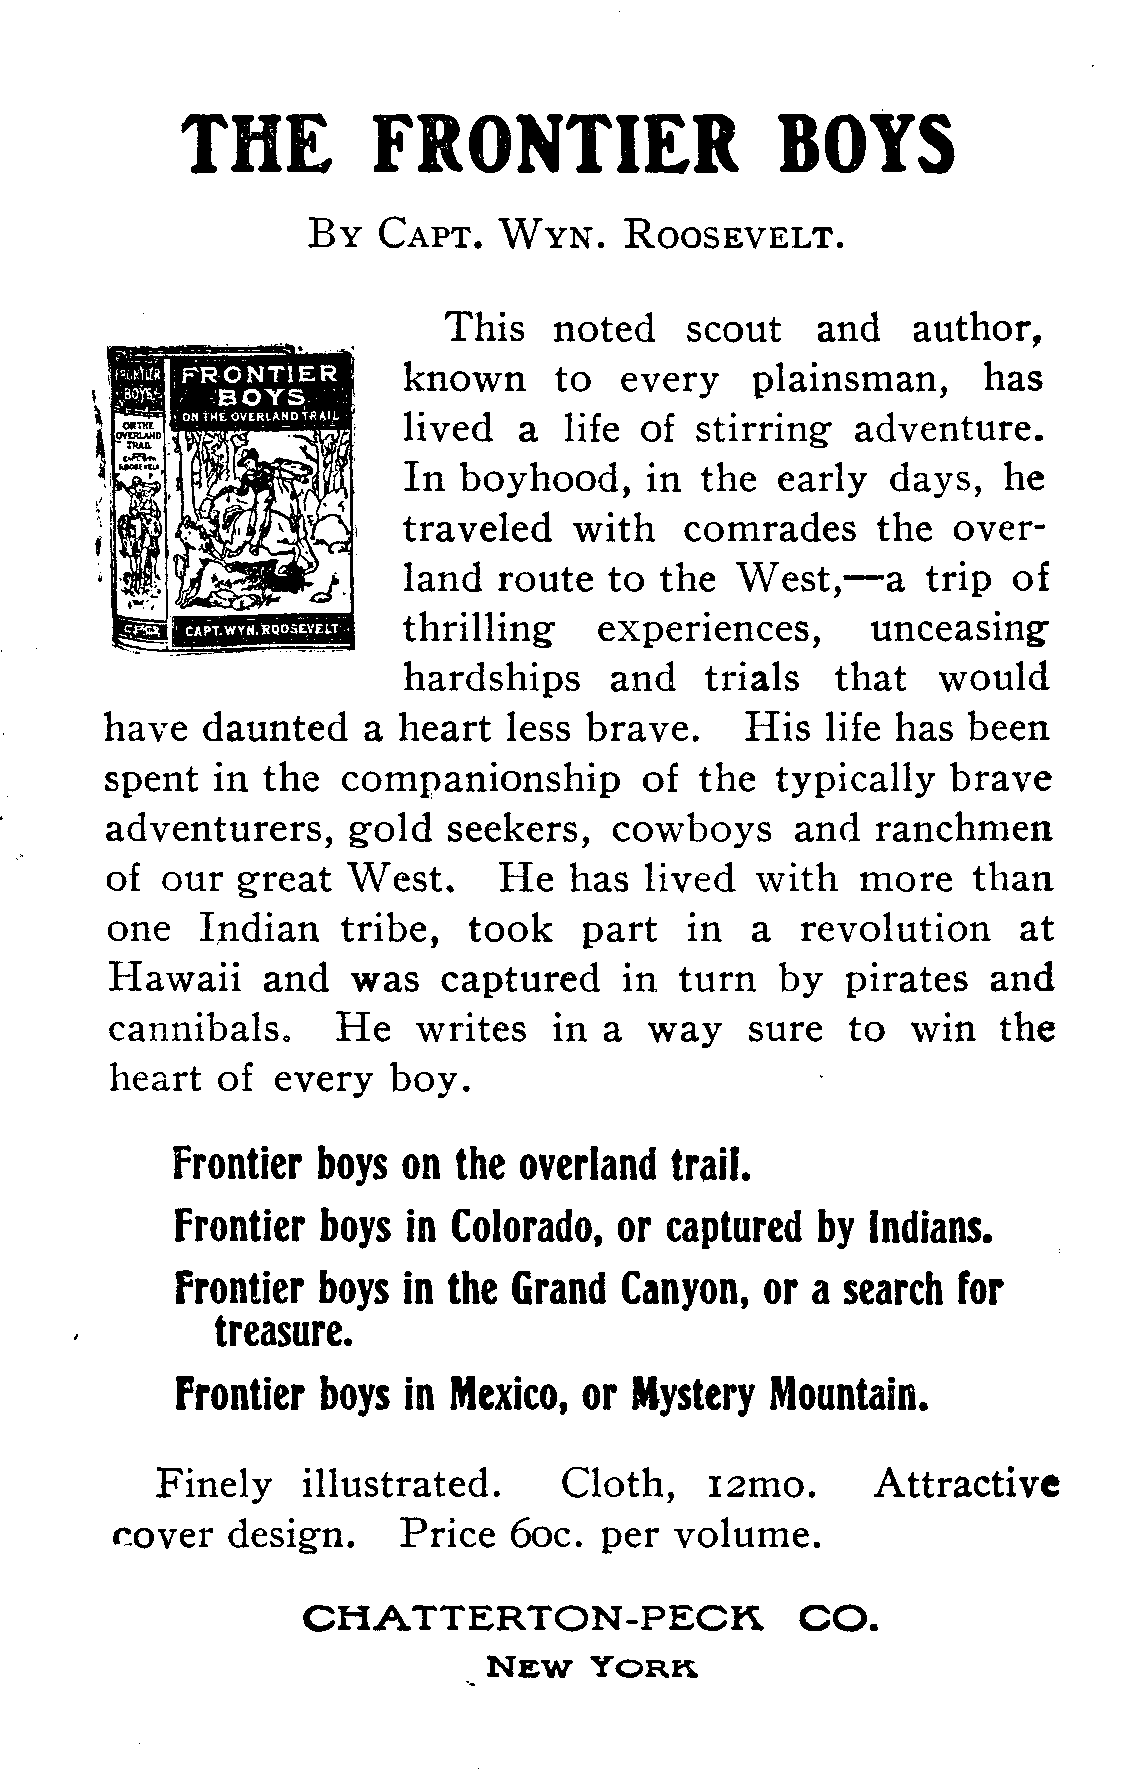 THE FRONTIER BOYS
BY CAPT. WYN. ROOSEVELT.
This noted scout and author,
known to every plainsman, has
lived a life of stirring adventure.
In boyhood, in the early days, he
traveled with comrades the over-
land route to the West,—a trip of
thrilling experiences, unceasing
hardships and trials that would
have daunted a heart less brave. His life has been
spent in the companionship of the typically brave
adventurers, gold seekers, cowboys and ranchmen
of our great West. He has lived with more than
one Indian tribe, took part in a revolution at
Hawaii and was captured in turn by pirates and
cannibals. He writes in a way sure to win the
heart of every boy.
FRONTIER
BOYS
ON THE
OVERLAND
TRAIL
FRONTIER
BOYS
ON THE OVERLAND TRAIL
CAPT. WYN. ROOSEVELT
Frontier boys on the overland trail.
Frontier boys in Colorado, or captured by Indians.
Frontier boys in the Grand Canyon, or a search for
treasure.
Frontier boys in Mexico, or Mystery Mountain.
Finely illustrated. Cloth, 12mo. Attractive
cover design. Price 60c. per volume.
CHATTERTON-PECK CO.
NEW YORK